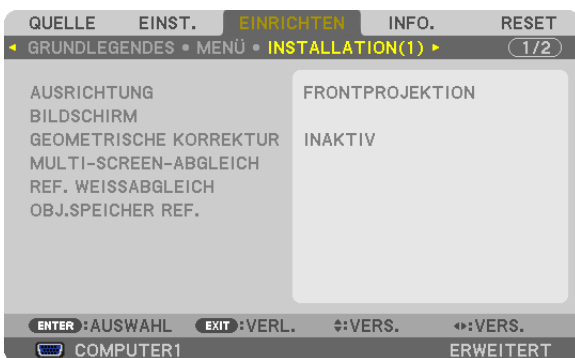 QUELLE EINST. EINRICHTEN INFO. RESET
GRUNDLEGENDES • MENÜ • INSTALLATION(1) 1/2
AUSRICHTUNG FRONTPROJEKTION
BILDSCHIRM
GEOMETRISCHE KORREKTUR INAKTIV
MULTI-SCREEN-ABGLEICH
REF. WEISSABGLEICH
OBJ.SPEICHER REF.
ENTER :AUSWAHL EXIT :VERL. :VERS. :VERS.
COMPUTER1 ERWEITERT